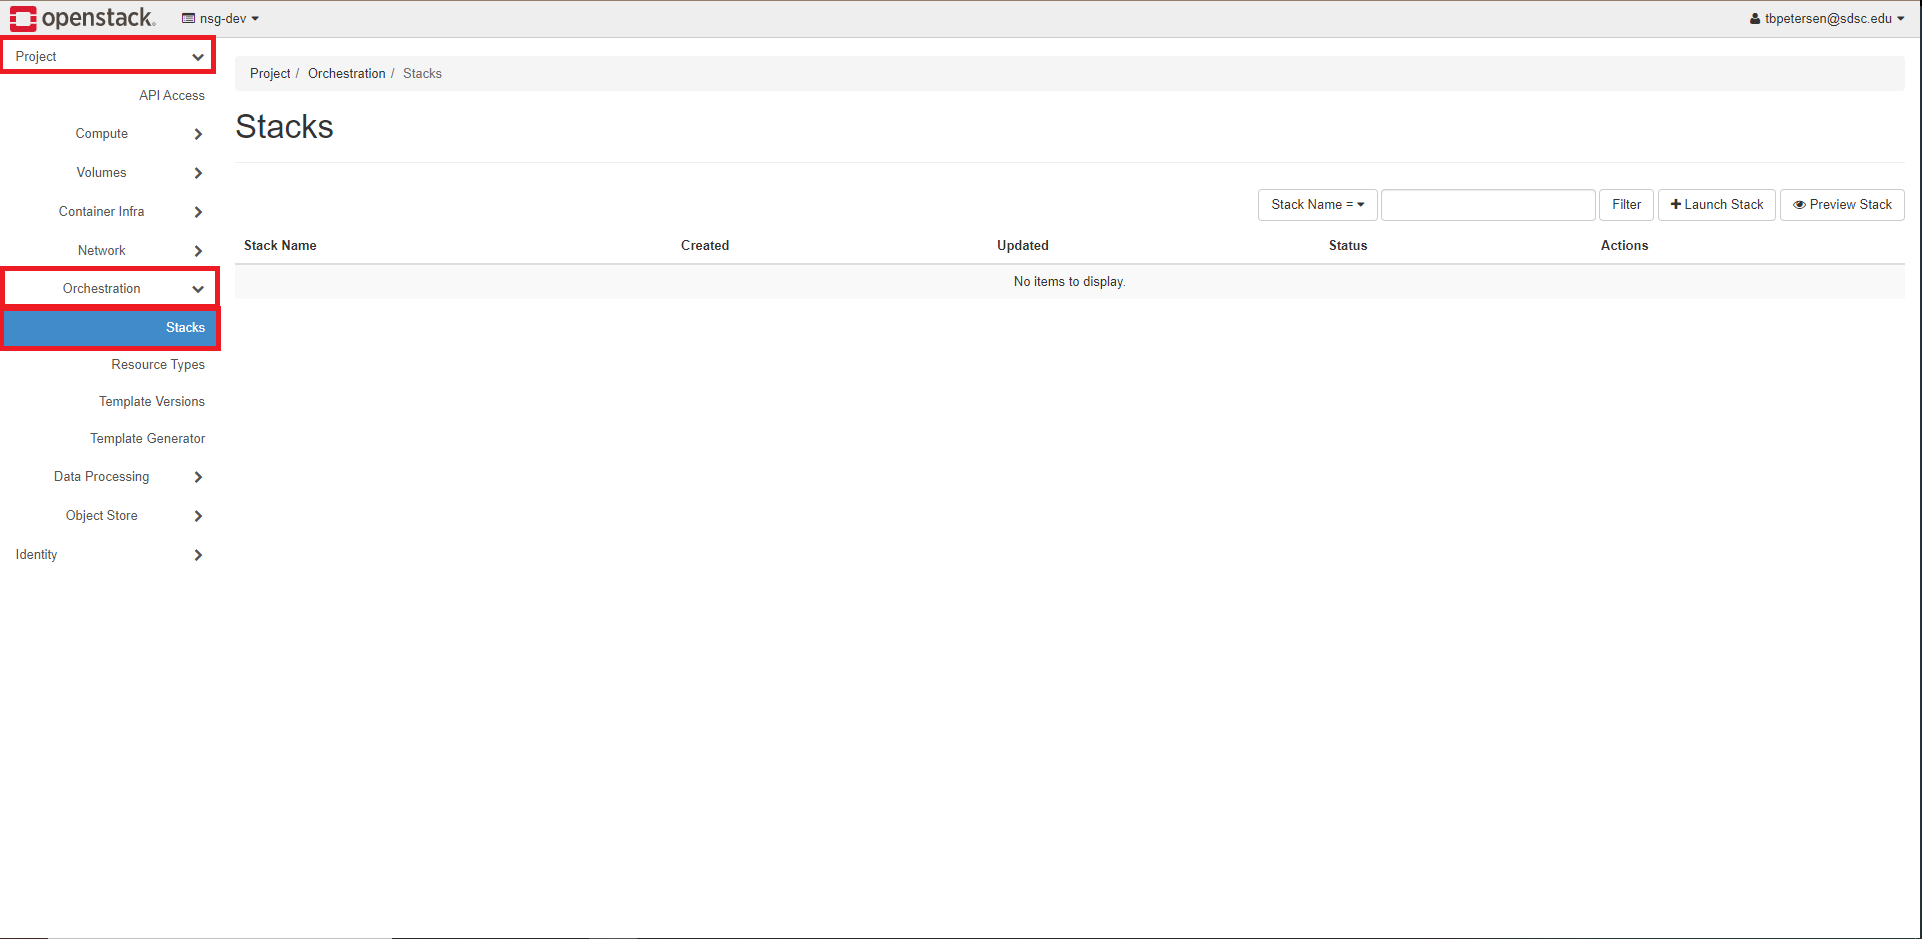 openstack. nsg-dev tbpetersen@sdsc.edu
Project
API Access
Compute
Volumes
Container Infra
Network
Orchestration
Stacks
Resource Types
Template Versions
Template Generator
Data Processing
Object Store
Identity
Project / Orchestration / Stacks
Stacks
Stack Name = Filter Launch Stack Preview Stack
Stack Name Created Updated Status Actions
No items to display.